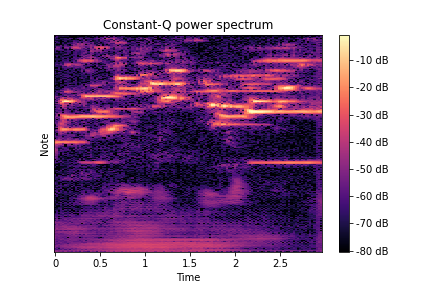 Constant-Q power spectrum
Note
-10 dB
-20 dB
-30 dB
-40 dB
-50 dB
-60 dB
-70 dB
-80 dB
0 0.5 1 1.5 2 2.5
Time